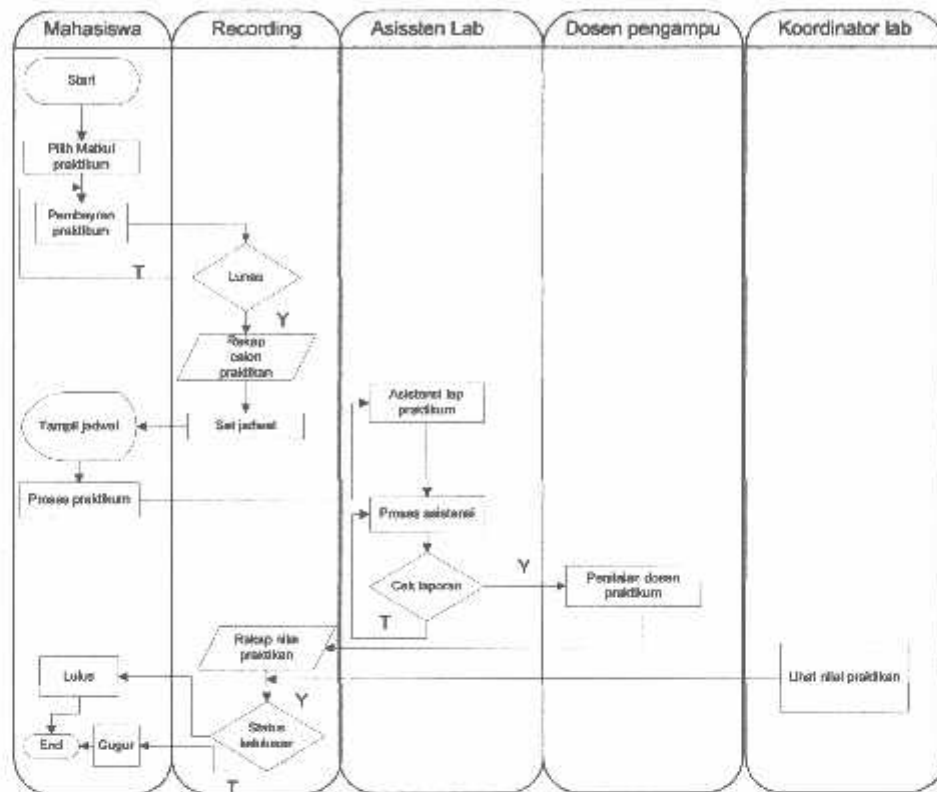 Mahasiswa
Recording
Asissten Lab
Dosen pengampu
Koordinator lab
Start
Pilih Matkul
praktikum
Pembayran
praktikum
T
Lunas
Y
Rekap
calon
praktikan
Set jadwal
Tampil jadwal
Proses praktikum
Asistensi lap
praktikum
Proses asistensi
Cek laporan
Y
T
Penilaian dosen
praktikum
Rekap nilai
praktikan
Lihat nilai praktikan
Y
Status
kelulusan
T
Lulus
Gugur
End